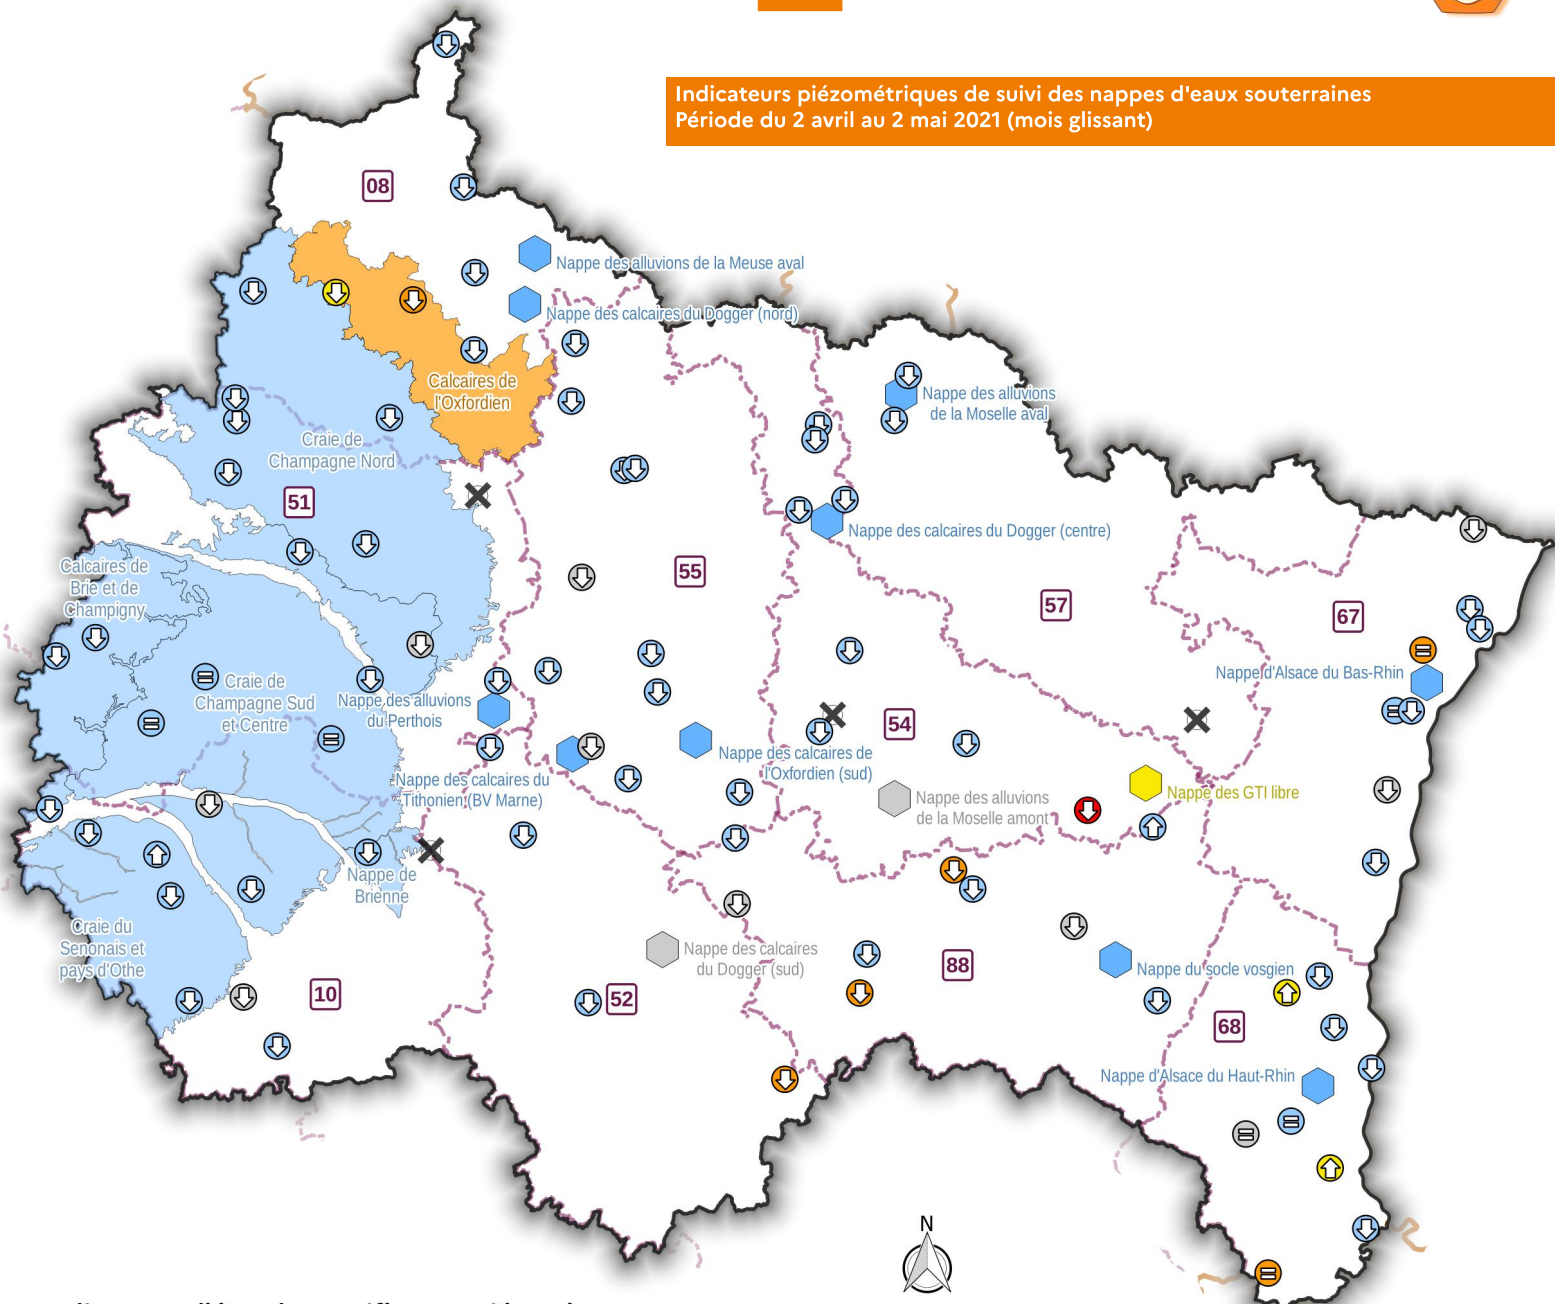 Indicateurs piézométriques de suivi des nappes d'eaux souterraines
Période du 2 avril au 2 mai 2021 (mois glissant)
08
Nappe des alluvions de la Meuse aval
Nappe des calcaires du Dogger (nord)
Calcaires de
l'Oxfordien
Nappe des alluvions
de la Moselle aval
Craie de
Champagne Nord
51
Nappe des calcaires du Dogger (centre)
Calcaires de
Brie et de
Champigny
55
57
67
Nappe d'Alsace du Bas-Rhin
Craie de
Champagne Sud
et Centre
Nappe des alluvions
du Perthois
54
Nappe des calcaires de
l'Oxfordien (sud)
Nappe des calcaires du
Tithonien (BV Marne)
Nappe des alluvions
de la Moselle amont
Nappe des GTI libre
Nappe de
Brienne
Craie du
Senonais et
pays d'Othe
Nappe des calcaires
du Dogger (sud)
88
Nappe du socle vosgien
10
52
68
Nappe d'Alsace du Haut-Rhin
N